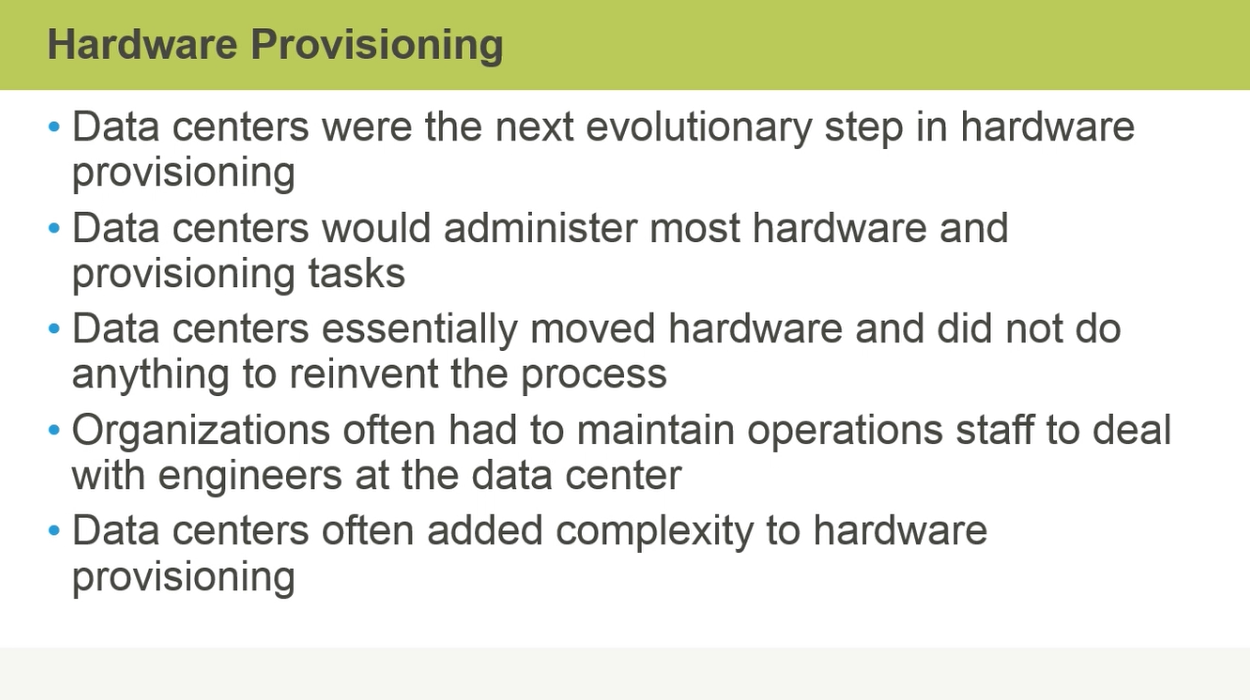 Hardware Provisioning
• Data centers were the next evolutionary step in hardware
provisioning
• Data centers would administer most hardware and
provisioning tasks
• Data centers essentially moved hardware and did not do
anything to reinvent the process
• Organizations often had to maintain operations staff to deal
with engineers at the data center
• Data centers often added complexity to hardware
provisioning